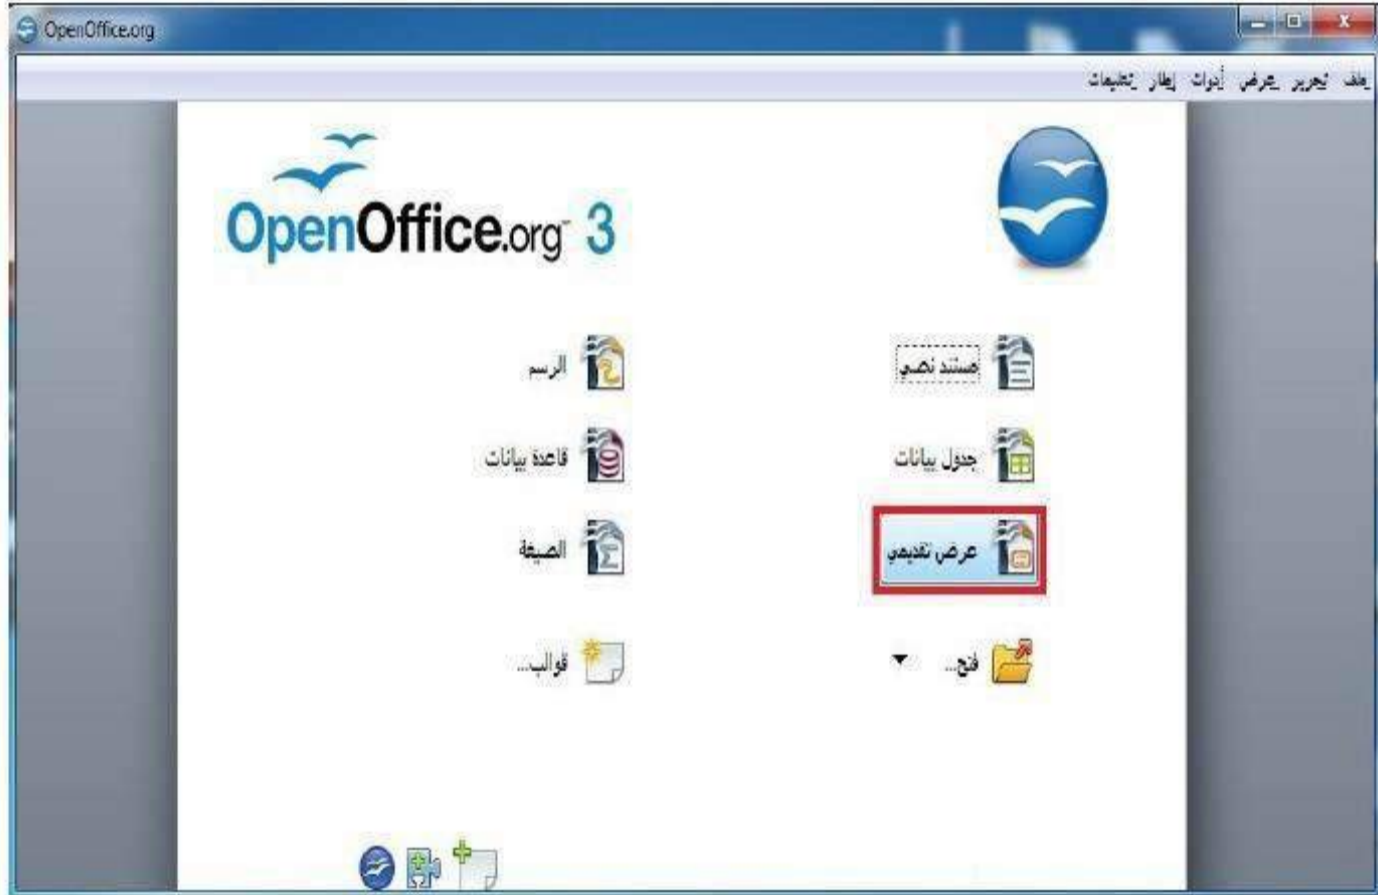 OpenOffice.org
ملف تحرير عرض أدوات إطار تعليمات
OpenOffice.org 3
مستند نصي
الرسم
جدول بيانات
قاعدة بيانات
عرض تقديمي
الصيغة
فتح...
قوالب...